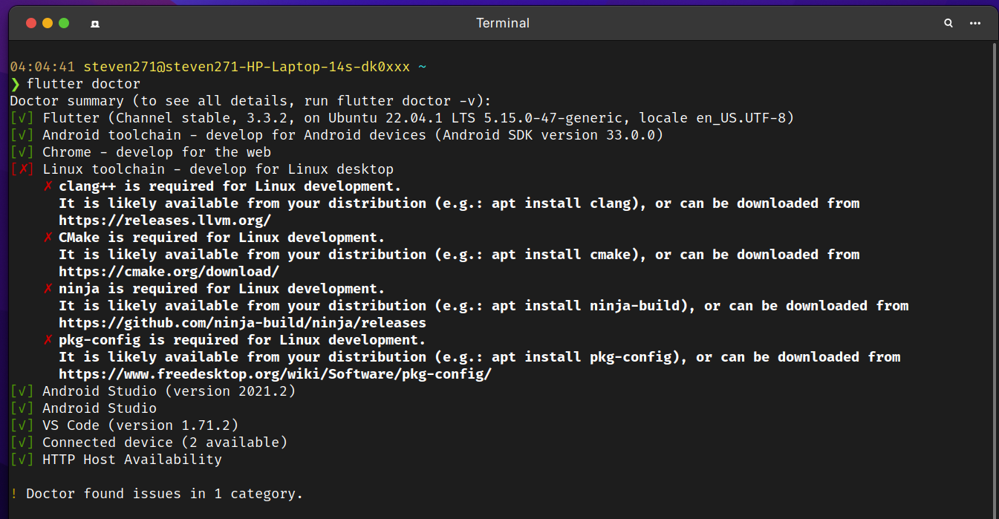 Terminal
04:04:41 steven271@steven271-HP-Laptop-14s-dk0xxx ~
❯ flutter doctor
Doctor summary (to see all details, run flutter doctor -v):
[√] Flutter (Channel stable, 3.3.2, on Ubuntu 22.04.1 LTS 5.15.0-47-generic, locale en_US.UTF-8)
[√] Android toolchain - develop for Android devices (Android SDK version 33.0.0)
[√] Chrome - develop for the web
[✗] Linux toolchain - develop for Linux desktop
✗ clang++ is required for Linux development.
It is likely available from your distribution (e.g.: apt install clang), or can be downloaded from
https://releases.llvm.org/
✗ CMake is required for Linux development.
It is likely available from your distribution (e.g.: apt install cmake), or can be downloaded from
https://cmake.org/download/
✗ ninja is required for Linux development.
It is likely available from your distribution (e.g.: apt install ninja-build), or can be downloaded from
https://github.com/ninja-build/ninja/releases
✗ pkg-config is required for Linux development.
It is likely available from your distribution (e.g.: apt install pkg-config), or can be downloaded from
https://www.freedesktop.org/wiki/Software/pkg-config/
[√] Android Studio (version 2021.2)
[√] Android Studio
[√] VS Code (version 1.71.2)
[√] Connected device (2 available)
[√] HTTP Host Availability
! Doctor found issues in 1 category.